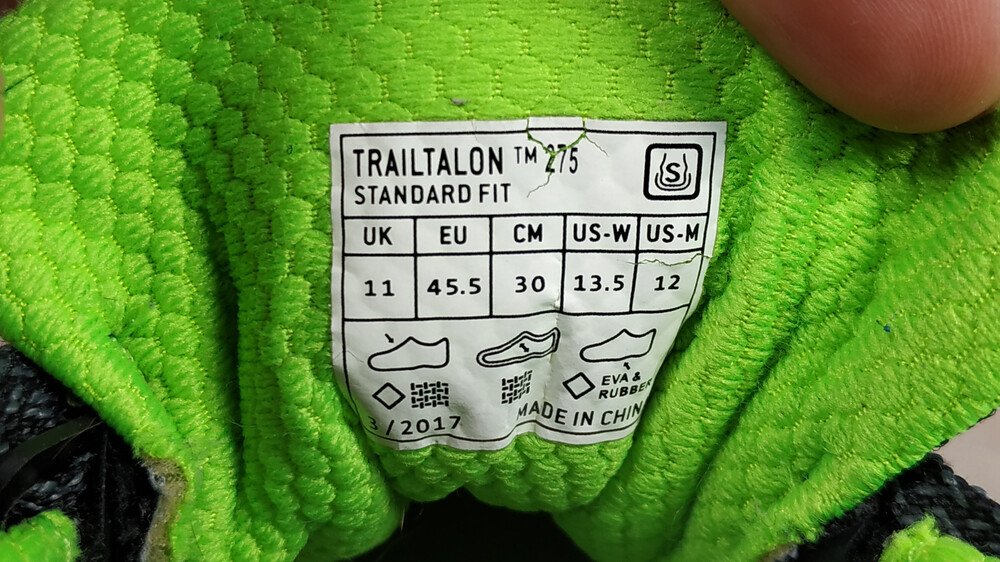 TRAILTALON ™ 275
STANDARD FIT
S
UK EU CM US-W US-M
11 45.5 30 13.5 12
EVA &
RUBBER
3/2017
MADE IN CHIN